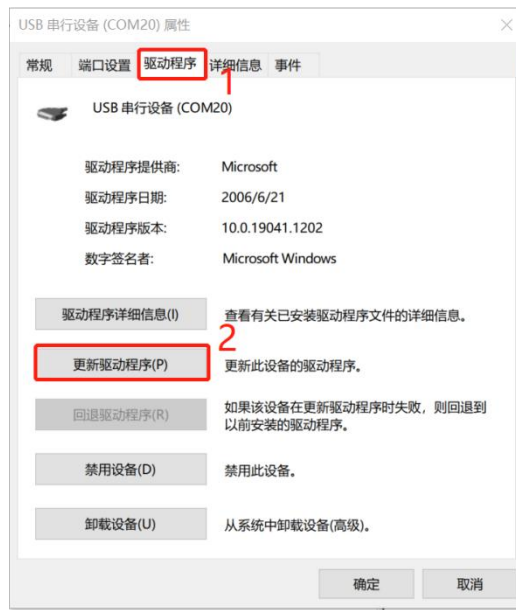 USB 串行设备 (COM20) 属性
常规 端口设置 驱动程序 详细信息 事件
1
USB 串行设备 (COM20)
驱动程序提供商: Microsoft
驱动程序日期: 2006/6/21
驱动程序版本: 10.0.19041.1202
数字签名者: Microsoft Windows
驱动程序详细信息(I) 查看有关已安装驱动程序文件的详细信息。
2
更新驱动程序(P) 更新此设备的驱动程序。
回退驱动程序(R) 如果该设备在更新驱动程序时失败，则回退到
以前安装的驱动程序。
禁用设备(D) 禁用此设备。
卸载设备(U) 从系统中卸载设备(高级)。
确定 取消